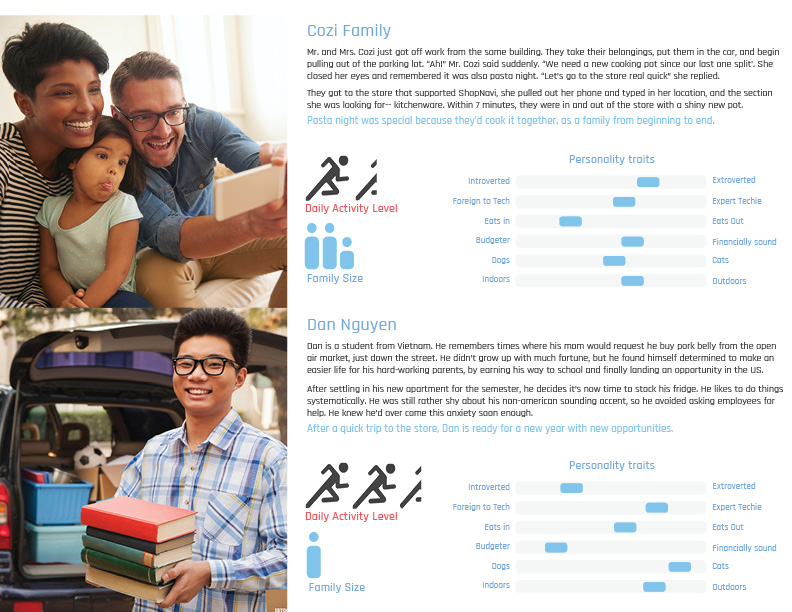 Cozi Family
Mr. and Mrs. Cozi just got off work from the same building. They take their belongings, put them in the car, and begin
pulling out of the parking lot. "Ah!" Mr. Cozi said suddenly. "We need a new cooking pot since our last one split'. She
closed her eyes and remembered it was also pasta night. "Let's go to the store real quick" she replied.
They got to the store that supported ShopNavi, she pulled out her phone and typed in her location, and the section
she was looking for-- kitchenware. Within 7 minutes, they were in and out of the store with a shiny new pot.
Pasta night was special because they'd cook it together, as a family from beginning to end.
Daily Activity Level
Family Size
Personality traits
Introverted Extroverted
Foreign to Tech Expert Techie
Eats in Eats Out
Budgeter Financially sound
Dogs Cats
Indoors Outdoors
Dan Nguyen
Dan is a student from Vietnam. He remembers times where his mom would request he buy pork belly from the open
air market, just down the street. He didn't grow up with much fortune, but he found himself determined to make an
easier life for his hard-working parents, by earning his way to school and finally landing an opportunity in the US.
After settling in his new apartment for the semester, he decides it's now time to stock his fridge. He likes to do things
systematically. He was still rather shy about his non-american sounding accent, so he avoided asking employees for
help. He knew he'd over come this anxiety soon enough.
After a quick trip to the store, Dan is ready for a new year with new opportunities.
Daily Activity Level
Family Size
Personality traits
Introverted Extroverted
Foreign to Tech Expert Techie
Eats in Eats Out
Budgeter Financially sound
Dogs Cats
Indoors Outdoors